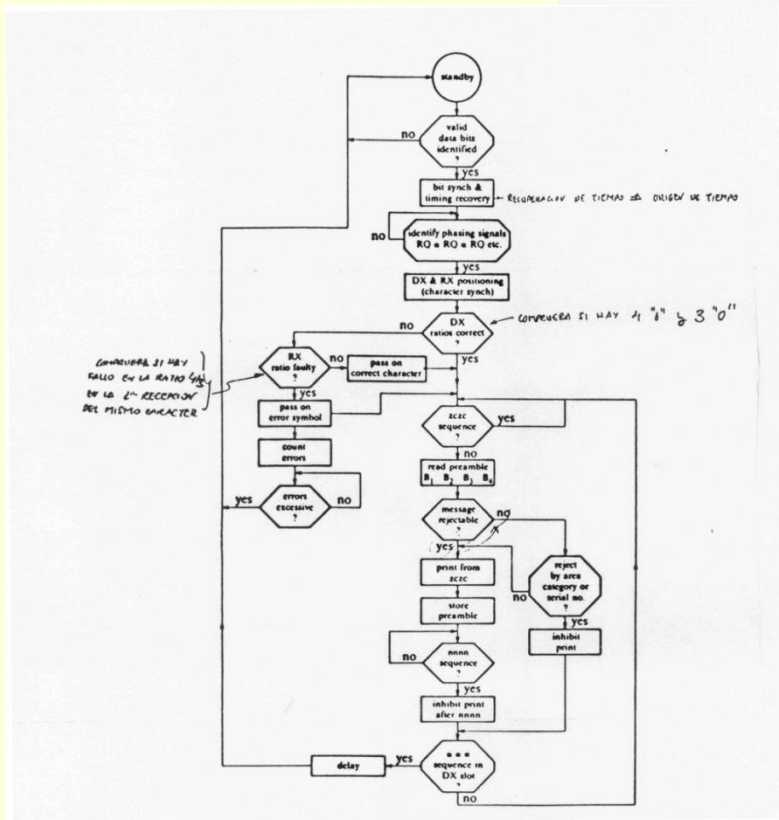 standby
no
valid
data bits
identified
?
yes
bit synch &
timing recovery
RECUPERACION DE TIEMPO ORIGEN DE TIEMPO
no
identify phasing signals
RQ α RQ α RQ etc.
yes
DX & RX positioning
(character synch)
no
DX
ratios correct
?
yes
COMPRUEBA SI HAY 4 "1" y 3 "0"
COMPRUEBA SI HAY
FALLO EN LA RATIO 4/3
EN LA RECEPCION
DEL MISMO CARACTER
RX
ratio faulty
?
no
pass on
correct character
yes
pass on
error symbol
count
errors
yes
errors
excessive
?
no
zczc
sequence
?
yes
no
read preamble
B1 B2 B3 B4
message
rejectable
?
no
yes
print from
zczc
reject
by area
category or
serial no.
?
no
yes
store
preamble
inhibit
print
no
nnnn
sequence
?
yes
inhibit print
after nnnn
delay
yes
α α α
sequence in
DX slot
?
no